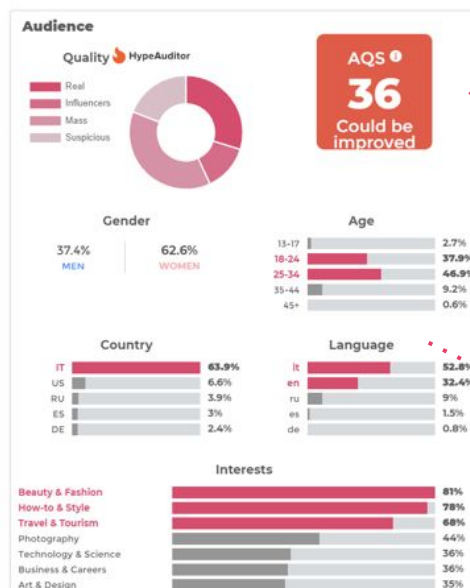 Audience
Quality HypeAuditor
Real
Influencers
Mass
Suspicious
AQS
36
Could be
improved
Gender
37.4%
MEN
62.6%
WOMEN
Age
13-17 2.7%
18-24 37.9%
25-34 46.9%
35-44 9.2%
45+ 0.6%
Country
IT 63.9%
US 6.6%
RU 3.9%
ES 3%
DE 2.4%
Language
it 52.8%
en 32.4%
ru 9%
es 1.5%
de 0.8%
Interests
Beauty & Fashion 81%
How-to & Style 78%
Travel & Tourism 68%
Photography 44%
Technology & Science 36%
Business & Careers 36%
Art & Design 35%